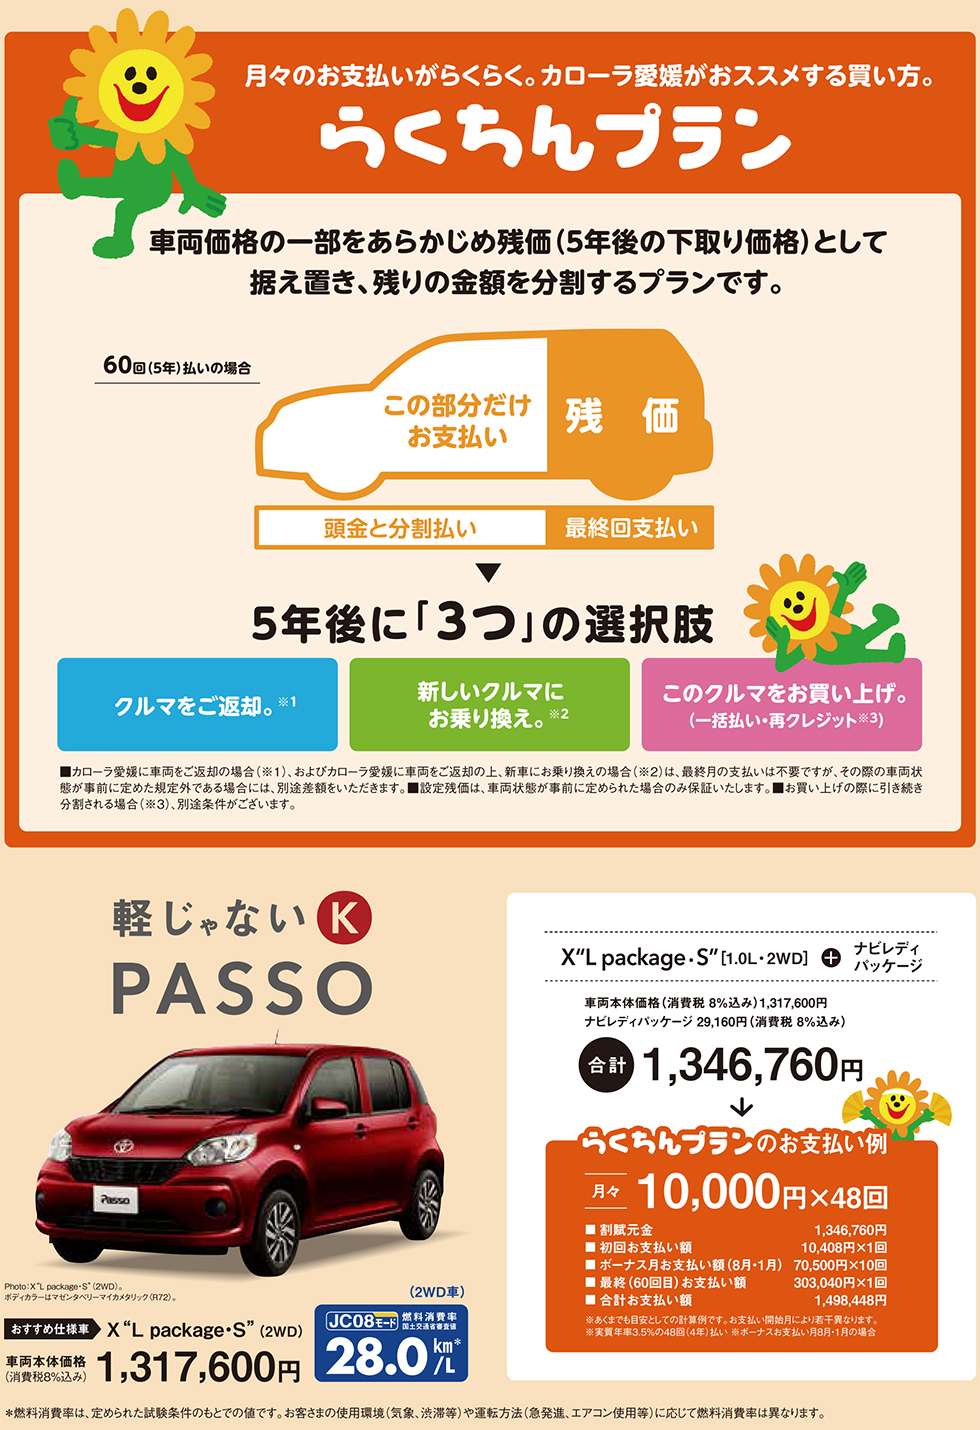 月々のお支払いがらくらく。カローラ愛媛がおススメする買い方。
らくちんプラン
車両価格の一部をあらかじめ残価(5年後の下取り価格)として
据え置き、残りの金額を分割するプランです。
60回(5年)払いの場合
この部分だけ
お支払い
残 価
頭金と分割払い
最終回支払い
5年後に「3つ」の選択肢
クルマをご返却。※1
新しいクルマに
お乗り換え。※2
このクルマをお買い上げ。
(一括払い・再クレジット※3)
■カローラ愛媛に車両をご返却の場合(※1)、およびカローラ愛媛に車両をご返却の上、新車にお乗り換えの場合(※2)は、最終月の支払いは不要ですが、その際の車両状
態が事前に定めた規定外である場合には、別途差額をいただきます。■設定残価は、車両状態が事前に定められた場合のみ保証いたします。■お買い上げの際に引き続き
分割される場合(※3)、別途条件がございます。
軽じゃないK
PASSO
TOYOTA
Passo
Photo:X“L package・S”(2WD)。
ボディカラーはマゼンタベリーマイカメタリック〈R72〉。
おすすめ仕様車 X“L package・S”(2WD)
車両本体価格
(消費税8%込み)
1,317,600円
(2WD車)
JC08モード
燃料消費率
国土交通省審査値
28.0km/L*
X“L package・S”[1.0L・2WD] + ナビレディ
パッケージ
車両本体価格(消費税 8%込み)1,317,600円
ナビレディパッケージ 29,160円(消費税 8%込み)
合計 1,346,760円
らくちんプランのお支払い例
月々 10,000円×48回
■割賦元金 1,346,760円
■初回お支払い額 10,408円×1回
■ボーナス月お支払い額(8月・1月) 70,500円×10回
■最終(60回目)お支払い額 303,040円×1回
■合計お支払い額 1,498,448円
※あくまでも目安としての計算例です。お支払い開始月により若干異なります。
※実質年率3.5%の48回(4年)払い ※ボーナスお支払い月8月・1月の場合
*燃料消費率は、定められた試験条件のもとでの値です。お客さまの使用環境(気象、渋滞等)や運転方法(急発進、エアコン使用等)に応じて燃料消費率は異なります。